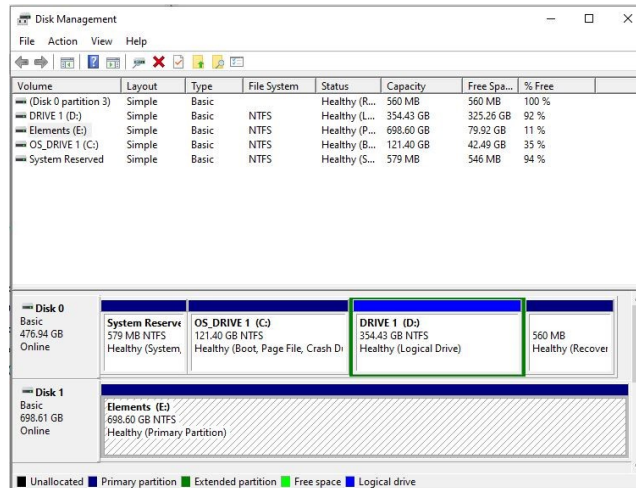 Disk Management
File Action View Help
Volume Layout Type File System Status Capacity Free Spa... % Free
(Disk 0 partition 3) Simple Basic Healthy (R... 560 MB 560 MB 100 %
DRIVE 1 (D:) Simple Basic NTFS Healthy (L... 354.43 GB 325.26 GB 92 %
Elements (E:) Simple Basic NTFS Healthy (P... 698.60 GB 79.92 GB 11 %
OS_DRIVE 1 (C:) Simple Basic NTFS Healthy (B... 121.40 GB 42.49 GB 35 %
System Reserved Simple Basic NTFS Healthy (S... 579 MB 546 MB 94 %
Disk 0
Basic
476.94 GB
Online
System Reserve
579 MB NTFS
Healthy (System,
OS_DRIVE 1 (C:)
121.40 GB NTFS
Healthy (Boot, Page File, Crash Du
DRIVE 1 (D:)
354.43 GB NTFS
Healthy (Logical Drive)
560 MB
Healthy (Recover
Disk 1
Basic
698.61 GB
Online
Elements (E:)
698.60 GB NTFS
Healthy (Primary Partition)
Unallocated Primary partition Extended partition Free space Logical drive